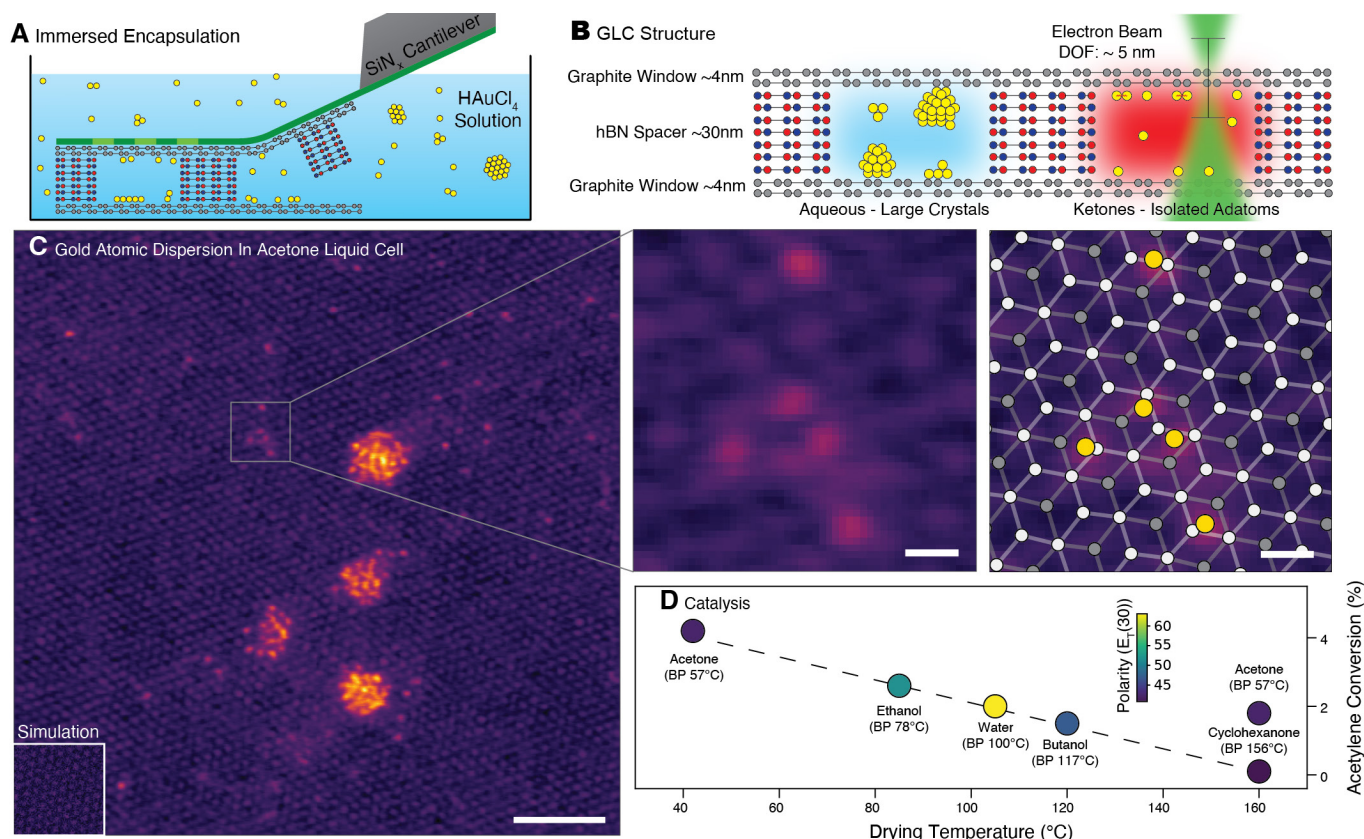 A Immersed Encapsulation
SiNx Cantilever
HAuCl4
Solution
B GLC Structure
Electron Beam
DOF: ~ 5 nm
Graphite Window ~4nm
hBN Spacer ~30nm
Graphite Window ~4nm
Aqueous - Large Crystals
Ketones - Isolated Adatoms
C Gold Atomic Dispersion In Acetone Liquid Cell
Simulation
D Catalysis
Acetone
(BP 57°C)
Ethanol
(BP 78°C)
Water
(BP 100°C)
Butanol
(BP 117°C)
Polarity (ET(30))
60
55
50
45
Acetone
(BP 57°C)
Cyclohexanone
(BP 156°C)
4
2
0
Acetylene Conversion (%)
40
60
80
100
120
140
160
Drying Temperature (°C)